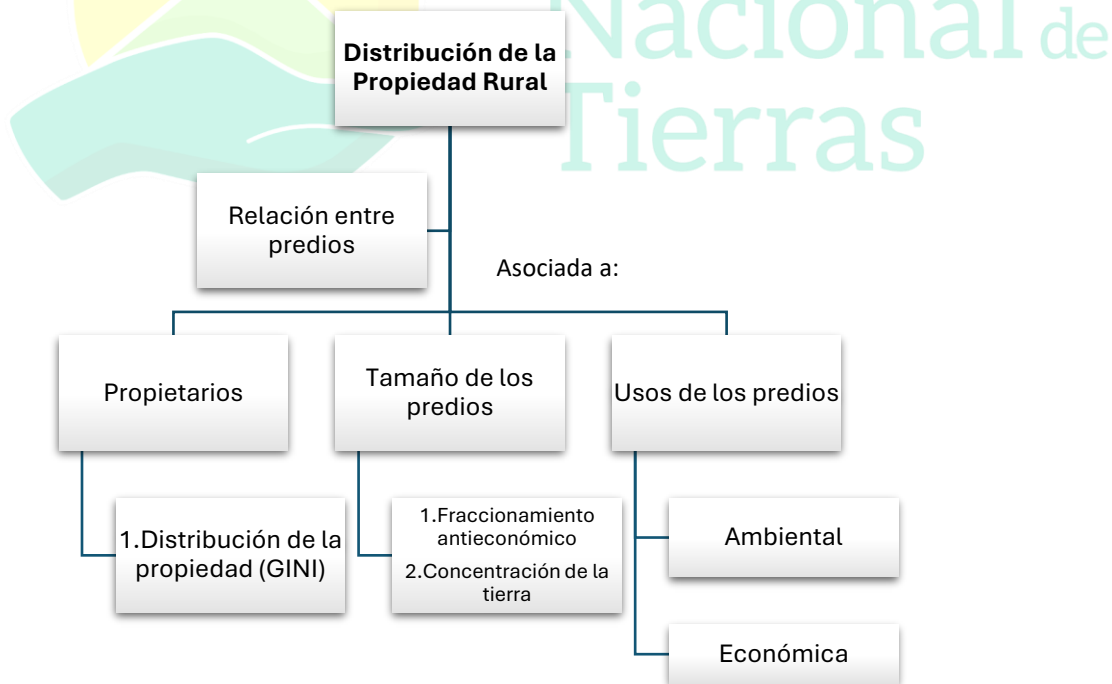 Nacional de
Tierras
Distribución de la
Propiedad Rural
Relación entre
predios
Asociada a:
Propietarios
Tamaño de los
predios
Usos de los predios
1.Distribución de la
propiedad (GINI)
1.Fraccionamiento
antieconómico
2.Concentración de la
tierra
Ambiental
Económica